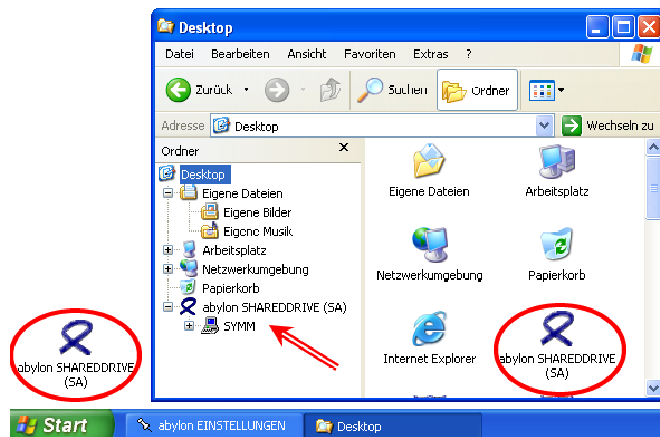 Desktop
Datei Bearbeiten Ansicht Favoriten Extras ?
Zurück Suchen Ordner
Adresse Desktop Wechseln zu
Ordner x
Desktop
Eigene Dateien
Eigene Bilder
Eigene Musik
Arbeitsplatz
Netzwerkumgebung
Papierkorb
abylon SHAREDDRIVE (SA)
SYMM
Eigene Dateien
Arbeitsplatz
Netzwerkumgebung
Papierkorb
Internet Explorer
abylon SHAREDDRIVE
(SA)
abylon SHAREDDRIVE
(SA)
Start abylon EINSTELLUNGEN Desktop